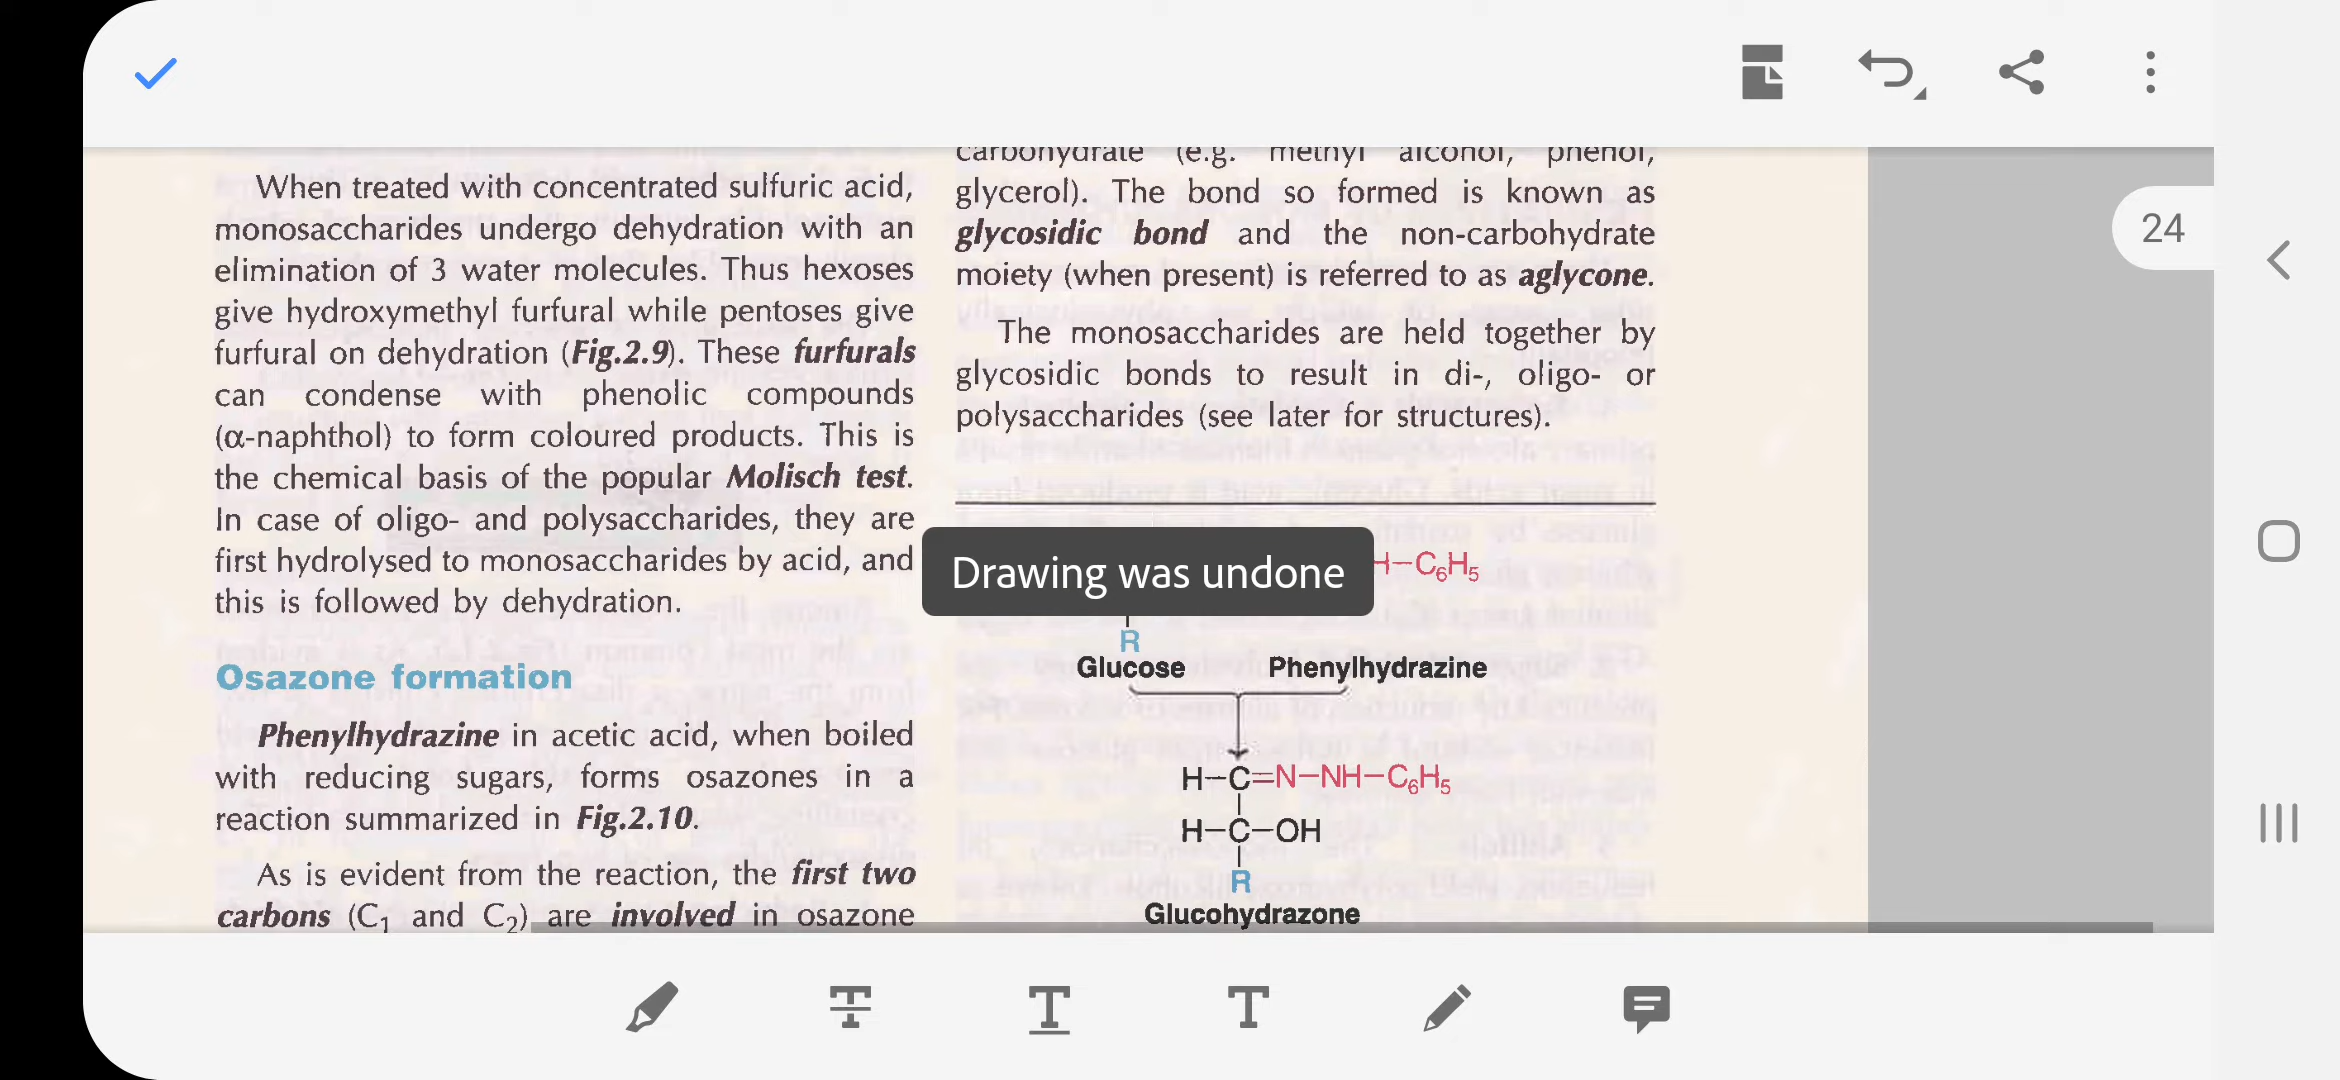 24
When treated with concentrated sulfuric acid,
monosaccharides undergo dehydration with an
elimination of 3 water molecules. Thus hexoses
give hydroxymethyl furfural while pentoses give
furfural on dehydration (Fig.2.9). These furfurals
can condense with phenolic compounds
(α-naphthol) to form coloured products. This is
the chemical basis of the popular Molisch test.
In case of oligo- and polysaccharides, they are
first hydrolysed to monosaccharides by acid, and
this is followed by dehydration.
Osazone formation
Phenylhydrazine in acetic acid, when boiled
with reducing sugars, forms osazones in a
reaction summarized in Fig.2.10.
As is evident from the reaction, the first two
carbons (C₁ and C₂) are involved in osazone
carbohydrate (e.g. methyl alcohol, phenol,
glycerol). The bond so formed is known as
glycosidic bond and the non-carbohydrate
moiety (when present) is referred to as aglycone.
The monosaccharides are held together by
glycosidic bonds to result in di-, oligo- or
polysaccharides (see later for structures).
Drawing was undone
H–C₆H₅
R
Glucose Phenylhydrazine
H–C=N–NH–C₆H₅
H–C–OH
R
Glucohydrazone